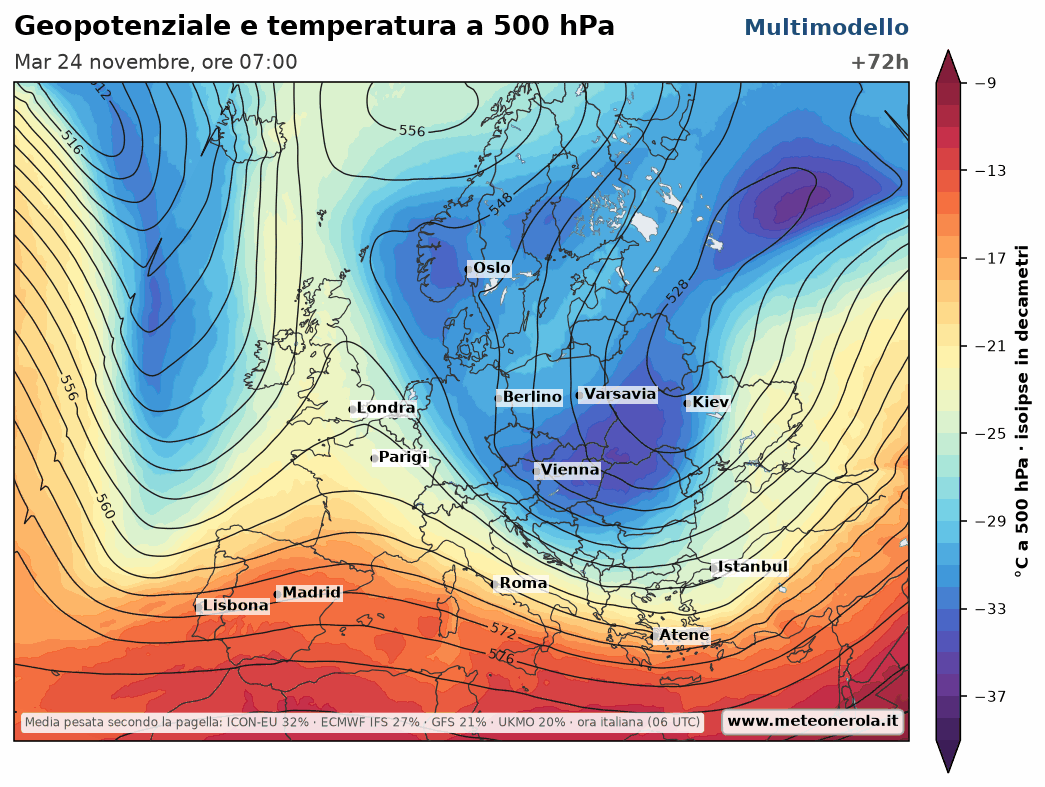 Geopotenziale e temperatura a 500 hPa
Multimodello
Mar 24 novembre, ore 07:00
+72h
512
516
556
548
528
556
560
572
576
Oslo
Berlino
Varsavia
Kiev
Londra
Parigi
Vienna
Istanbul
Roma
Madrid
Lisbona
Atene
Media pesata secondo la pagella: ICON-EU 32% · ECMWF IFS 27% · GFS 21% · UKMO 20% · ora italiana (06 UTC)
www.meteonerola.it
−9
−13
−17
−21
−25
−29
−33
−37
°C a 500 hPa · isoipse in decametri